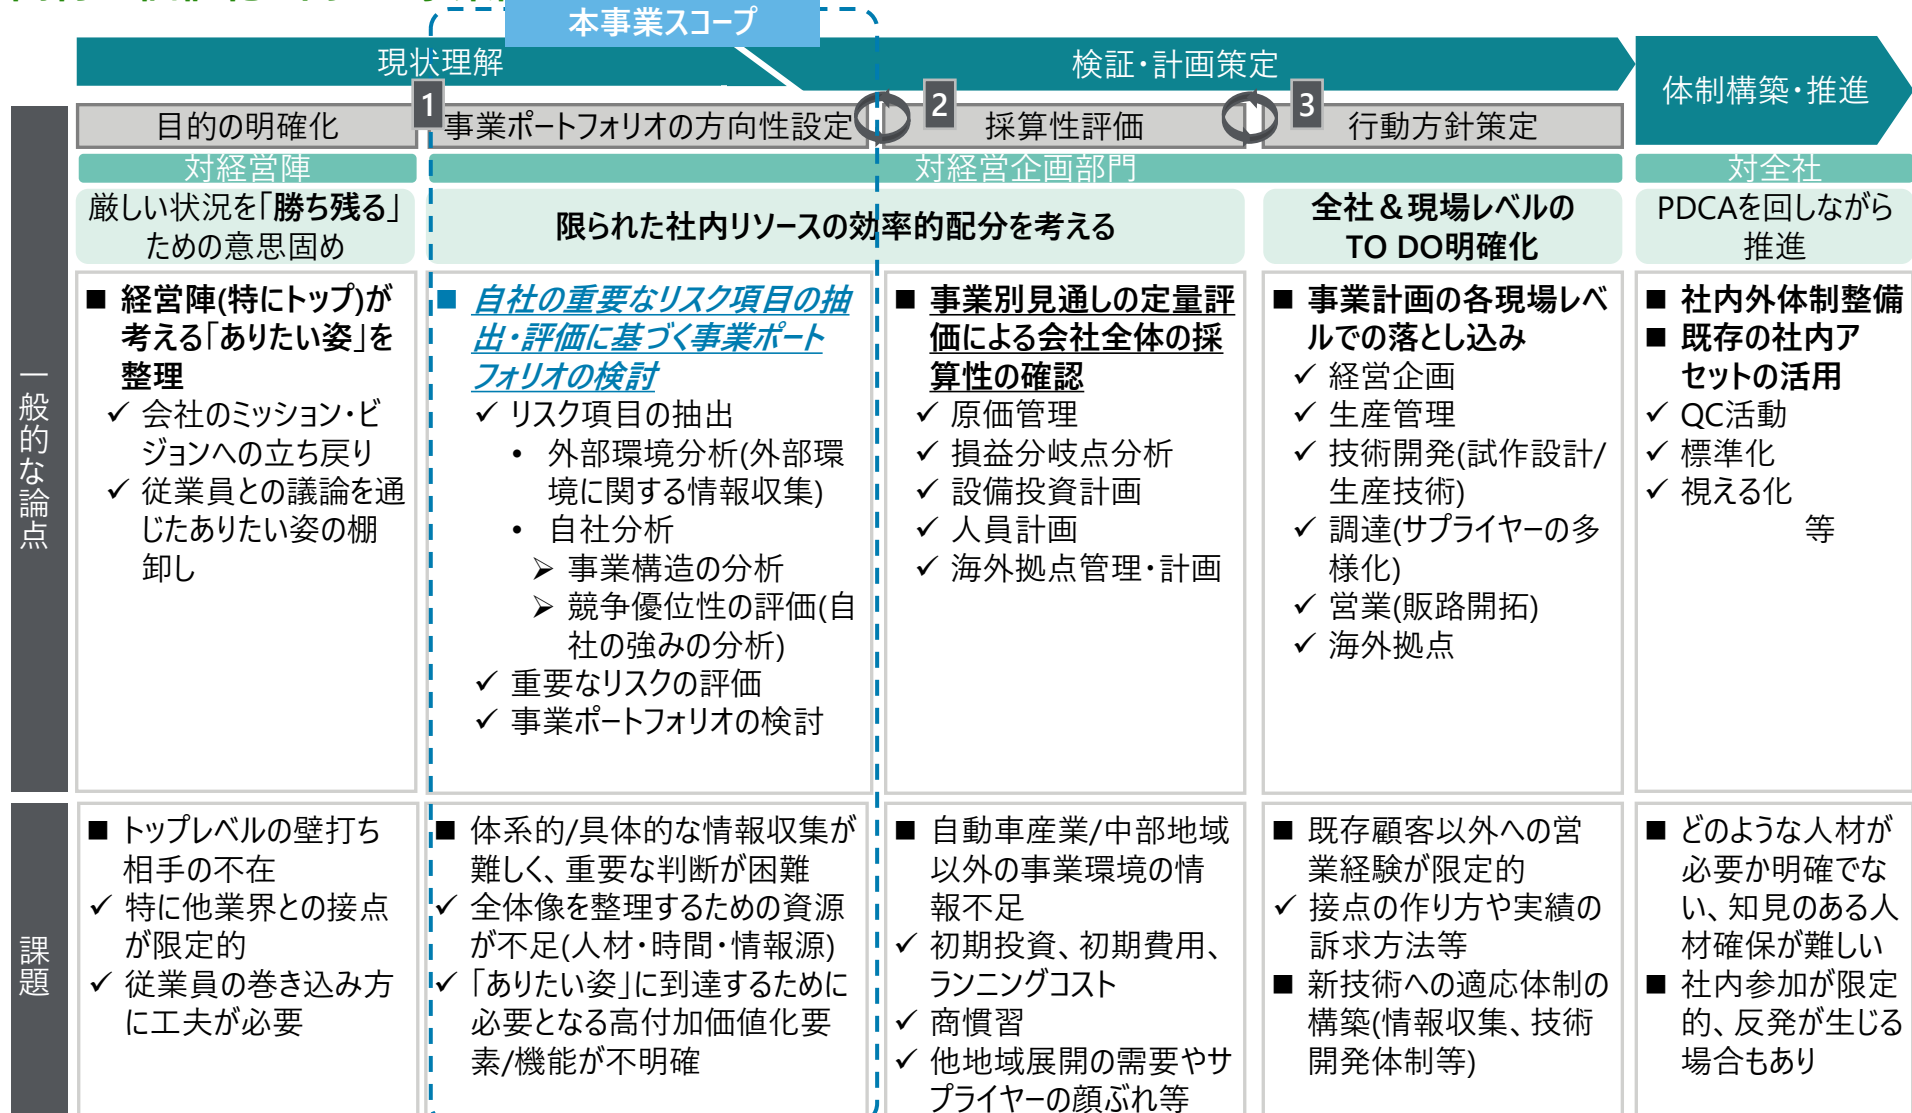 本事業スコープ
現状理解
検証・計画策定
体制構築・推進
1
2
3
目的の明確化
事業ポートフォリオの方向性設定
採算性評価
行動方針策定
対経営陣
対経営企画部門
対全社
厳しい状況を「勝ち残る」
ための意思固め
限られた社内リソースの効率的配分を考える
全社＆現場レベルの
TO DO明確化
PDCAを回しながら
推進
一般的な論点
■ 経営陣(特にトップ)が
考える「ありたい姿」を
整理
✓ 会社のミッション・ビ
ジョンへの立ち戻り
✓ 従業員との議論を通
じたありたい姿の棚
卸し
■ 自社の重要なリスク項目の抽
出・評価に基づく事業ポート
フォリオの検討
✓ リスク項目の抽出
• 外部環境分析(外部環
境に関する情報収集)
• 自社分析
➢ 事業構造の分析
➢ 競争優位性の評価(自
社の強みの分析)
✓ 重要なリスクの評価
✓ 事業ポートフォリオの検討
■ 事業別見通しの定量評
価による会社全体の採
算性の確認
✓ 原価管理
✓ 損益分岐点分析
✓ 設備投資計画
✓ 人員計画
✓ 海外拠点管理・計画
■ 事業計画の各現場レベ
ルでの落とし込み
✓ 経営企画
✓ 生産管理
✓ 技術開発(試作設計/
生産技術)
✓ 調達(サプライヤーの多
様化)
✓ 営業(販路開拓)
✓ 海外拠点
■ 社内外体制整備
■ 既存の社内ア
セットの活用
✓ QC活動
✓ 標準化
✓ 視える化
等
課題
■ トップレベルの壁打ち
相手の不在
✓ 特に他業界との接点
が限定的
✓ 従業員の巻き込み方
に工夫が必要
■ 体系的/具体的な情報収集が
難しく、重要な判断が困難
✓ 全体像を整理するための資源
が不足(人材・時間・情報源)
✓ 「ありたい姿」に到達するために
必要となる高付加価値化要
素/機能が不明確
■ 自動車産業/中部地域
以外の事業環境の情
報不足
✓ 初期投資、初期費用、
ランニングコスト
✓ 商慣習
✓ 他地域展開の需要やサ
プライヤーの顔ぶれ等
■ 既存顧客以外への営
業経験が限定的
✓ 接点の作り方や実績の
訴求方法等
■ 新技術への適応体制の
構築(情報収集、技術
開発体制等)
■ どのような人材が
必要か明確でな
い、知見のある人
材確保が難しい
■ 社内参加が限定
的、反発が生じる
場合もあり